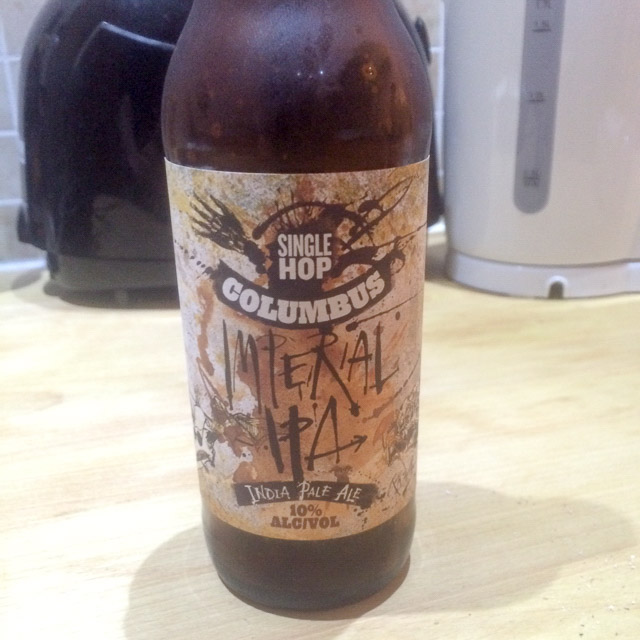 SINGLE
HOP
COLUMBUS
IMPERIAL
IPA
INDIA PALE ALE
10%
ALC/VOL